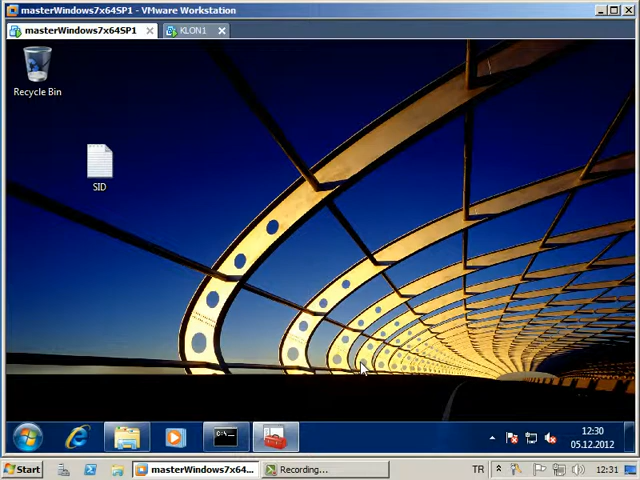 masterWindows7x64SP1 - VMware Workstation
masterWindows7x64SP1
KLON1
Recycle Bin
SID
C:\.
12:30
05.12.2012
Start
masterWindows7x64...
Recording...
TR
12:31